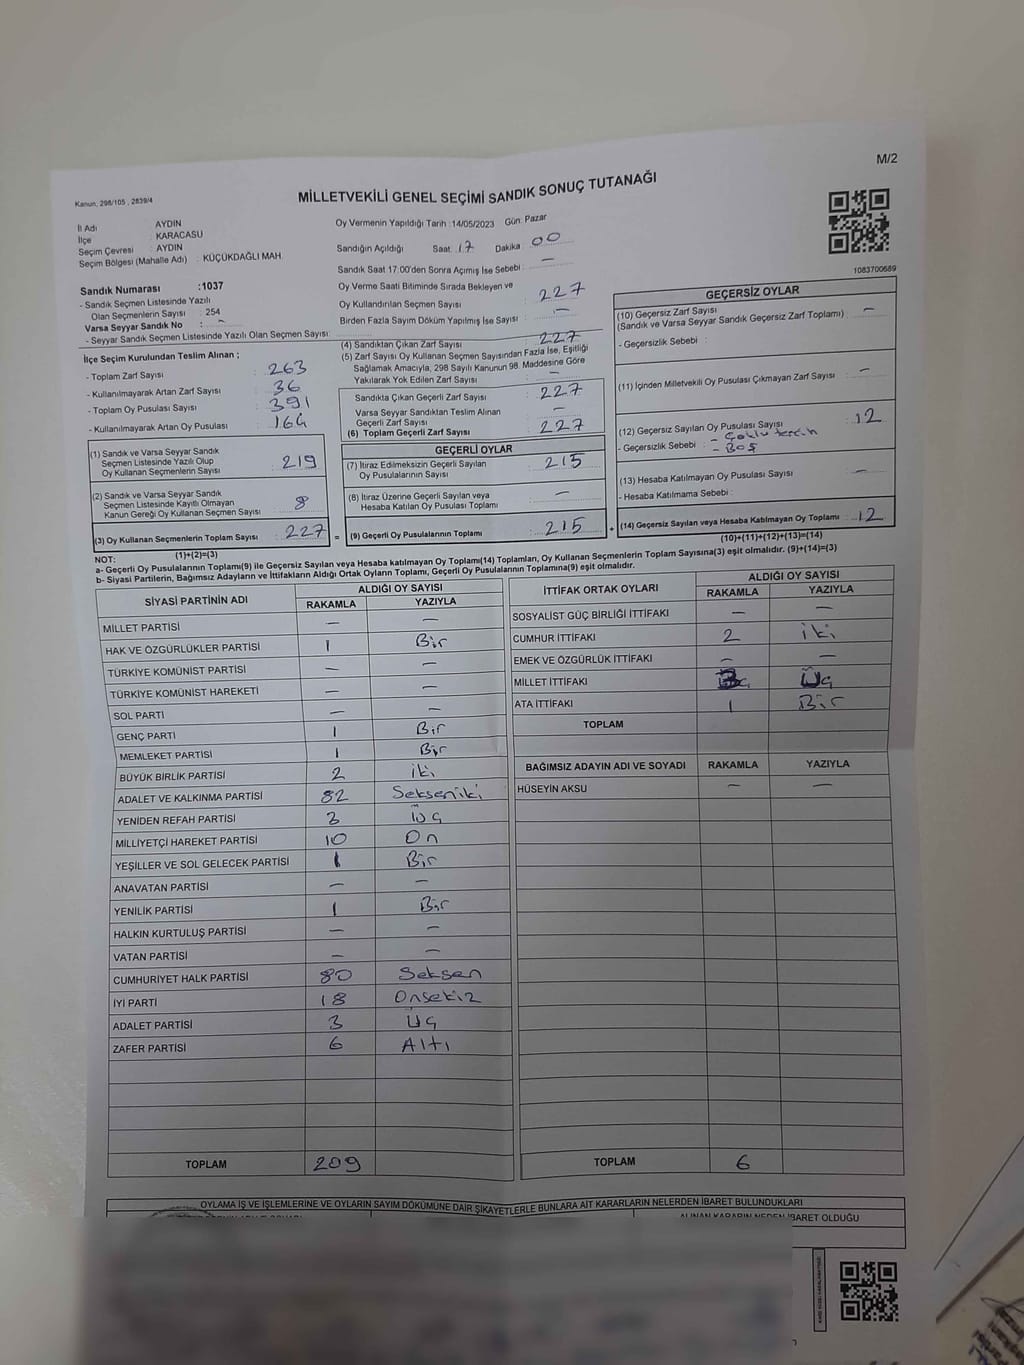 M/2
Kanun, 298/105 , 2839/4
MİLLETVEKİLİ GENEL SEÇİMİ SANDIK SONUÇ TUTANAĞI
İl Adı : AYDIN
İlçe : KARACASU
Seçim Çevresi : AYDIN
Seçim Bölgesi (Mahalle Adı) : KÜÇÜKDAĞLI MAH.
Sandık Numarası :1037
- Sandık Seçmen Listesinde Yazılı
Olan Seçmenlerin Sayısı : 254
Varsa Seyyar Sandık No : -
- Seyyar Sandık Seçmen Listesinde Yazılı Olan Seçmen Sayısı:
Oy Vermenin Yapıldığı Tarih :14/05/2023 Gün: Pazar
Sandığın Açıldığı Saat: 17 Dakika: 00
Sandık Saat 17:00'den Sonra Açımış İse Sebebi : -
Oy Verme Saati Bitiminde Sırada Bekleyen ve
Oy Kullandırılan Seçmen Sayısı : 227
Birden Fazla Sayım Döküm Yapılmış İse Sayısı : -
1083700689
İlçe Seçim Kurulundan Teslim Alınan ;
- Toplam Zarf Sayısı : 263
- Kullanılmayarak Artan Zarf Sayısı : 36
- Toplam Oy Pusulası Sayısı : 391
- Kullanılmayarak Artan Oy Pusulası : 164
(4) Sandıktan Çıkan Zarf Sayısı : 227
(5) Zarf Sayısı Oy Kullanan Seçmen Sayısından Fazla İse, Eşitliği
Sağlamak Amacıyla, 298 Sayılı Kanunun 98. Maddesine Göre
Yakılarak Yok Edilen Zarf Sayısı : -
Sandıkta Çıkan Geçerli Zarf Sayısı : 227
Varsa Seyyar Sandıktan Teslim Alınan
Geçerli Zarf Sayısı : -
(6) Toplam Geçerli Zarf Sayısı : 227
GEÇERSİZ OYLAR
(10) Geçersiz Zarf Sayısı
(Sandık ve Varsa Seyyar Sandık Geçersiz Zarf Toplamı) : -
- Geçersizlik Sebebi :
(11) İçinden Milletvekili Oy Pusulası Çıkmayan Zarf Sayısı : -
(12) Geçersiz Sayılan Oy Pusulası Sayısı : 12
- Geçersizlik Sebebi : - Çoklu tercih
- Boş
(13) Hesaba Katılmayan Oy Pusulası Sayısı : -
- Hesaba Katılmama Sebebi :
(14) Geçersiz Sayılan veya Hesaba Katılmayan Oy Toplamı : 12
(10)+(11)+(12)+(13)=(14)
(1) Sandık ve Varsa Seyyar Sandık
Seçmen Listesinde Yazılı Olup
Oy Kullanan Seçmenlerin Sayısı : 219
(2) Sandık ve Varsa Seyyar Sandık
Seçmen Listesinde Kayıtlı Olmayan
Kanun Gereği Oy Kullanan Seçmen Sayısı : 8
(3) Oy Kullanan Seçmenlerin Toplam Sayısı : 227
(1)+(2)=(3)
GEÇERLİ OYLAR
(7) İtiraz Edilmeksizin Geçerli Sayılan
Oy Pusulalarının Sayısı : 215
(8) İtiraz Üzerine Geçerli Sayılan veya
Hesaba Katılan Oy Pusulası Toplamı : -
= (9) Geçerli Oy Pusulalarının Toplamı : 215 +
NOT:
a- Geçerli Oy Pusulalarının Toplamı(9) ile Geçersiz Sayılan veya Hesaba katılmayan Oy Toplamı(14) Toplamları, Oy Kullanan Seçmenlerin Toplam Sayısına(3) eşit olmalıdır. (9)+(14)=(3)
b- Siyasi Partilerin, Bağımsız Adayların ve İttifakların Aldığı Ortak Oyların Toplamı, Geçerli Oy Pusulalarının Toplamına(9) eşit olmalıdır.
SİYASİ PARTİNİN ADI ALDIĞI OY SAYISI
RAKAMLA YAZIYLA
MİLLET PARTİSİ - -
HAK VE ÖZGÜRLÜKLER PARTİSİ 1 Bir
TÜRKİYE KOMÜNİST PARTİSİ - -
TÜRKİYE KOMÜNİST HAREKETİ - -
SOL PARTİ - -
GENÇ PARTİ 1 Bir
MEMLEKET PARTİSİ 1 Bir
BÜYÜK BİRLİK PARTİSİ 2 iki
ADALET VE KALKINMA PARTİSİ 82 Sekseniki
YENİDEN REFAH PARTİSİ 3 üç
MİLLİYETÇİ HAREKET PARTİSİ 10 On
YEŞİLLER VE SOL GELECEK PARTİSİ 1 Bir
ANAVATAN PARTİSİ - -
YENİLİK PARTİSİ 1 Bir
HALKIN KURTULUŞ PARTİSİ - -
VATAN PARTİSİ - -
CUMHURİYET HALK PARTİSİ 80 Seksen
İYİ PARTİ 18 Onsekiz
ADALET PARTİSİ 3 Üç
ZAFER PARTİSİ 6 Altı
TOPLAM 209
İTTİFAK ORTAK OYLARI ALDIĞI OY SAYISI
RAKAMLA YAZIYLA
SOSYALİST GÜÇ BİRLİĞİ İTTİFAKI - -
CUMHUR İTTİFAKI 2 iki
EMEK VE ÖZGÜRLÜK İTTİFAKI - -
MİLLET İTTİFAKI 3 Üç
ATA İTTİFAKI 1 Bir
TOPLAM
BAĞIMSIZ ADAYIN ADI VE SOYADI RAKAMLA YAZIYLA
HÜSEYİN AKSU - -
TOPLAM 6
OYLAMA İŞ VE İŞLEMLERİNE VE OYLARIN SAYIM DÖKÜMÜNE DAİR ŞİKAYETLERLE BUNLARA AİT KARARLARIN NELERDEN İBARET BULUNDUKLARI
ALINAN KARARIN NEDEN İBARET OLDUĞU